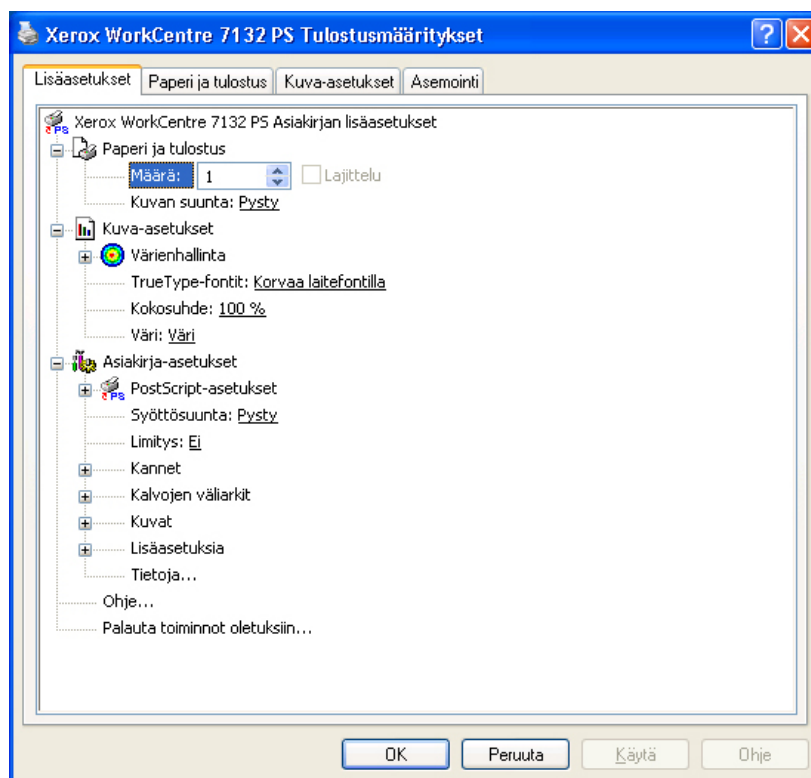 Xerox WorkCentre 7132 PS Tulostusmääritykset
Lisäasetukset Paperi ja tulostus Kuva-asetukset Asemointi
Xerox WorkCentre 7132 PS Asiakirjan lisäasetukset
Paperi ja tulostus
Määrä: 1 Lajittelu
Kuvan suunta: Pysty
Kuva-asetukset
Värienhallinta
TrueType-fontit: Korvaa laitefontilla
Kokosuhde: 100 %
Väri: Väri
Asiakirja-asetukset
PostScript-asetukset
Syöttösuunta: Pysty
Limitys: Ei
Kannet
Kalvojen väliarkit
Kuvat
Lisäasetuksia
Tietoja...
Ohje...
Palauta toiminnot oletuksiin...
OK Peruuta Käytä Ohje